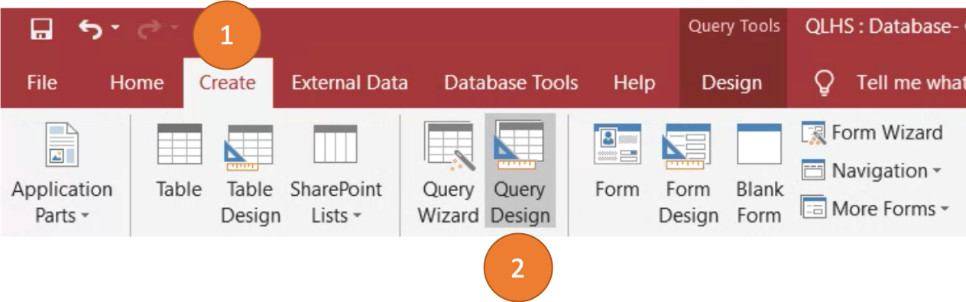 1
Query Tools QLHS : Database-
File Home Create External Data Database Tools Help Design Tell me what
Application Parts
Table
Table Design
SharePoint Lists
Query Wizard
Query Design
Form
Form Design
Blank Form
Form Wizard
Navigation
More Forms
2